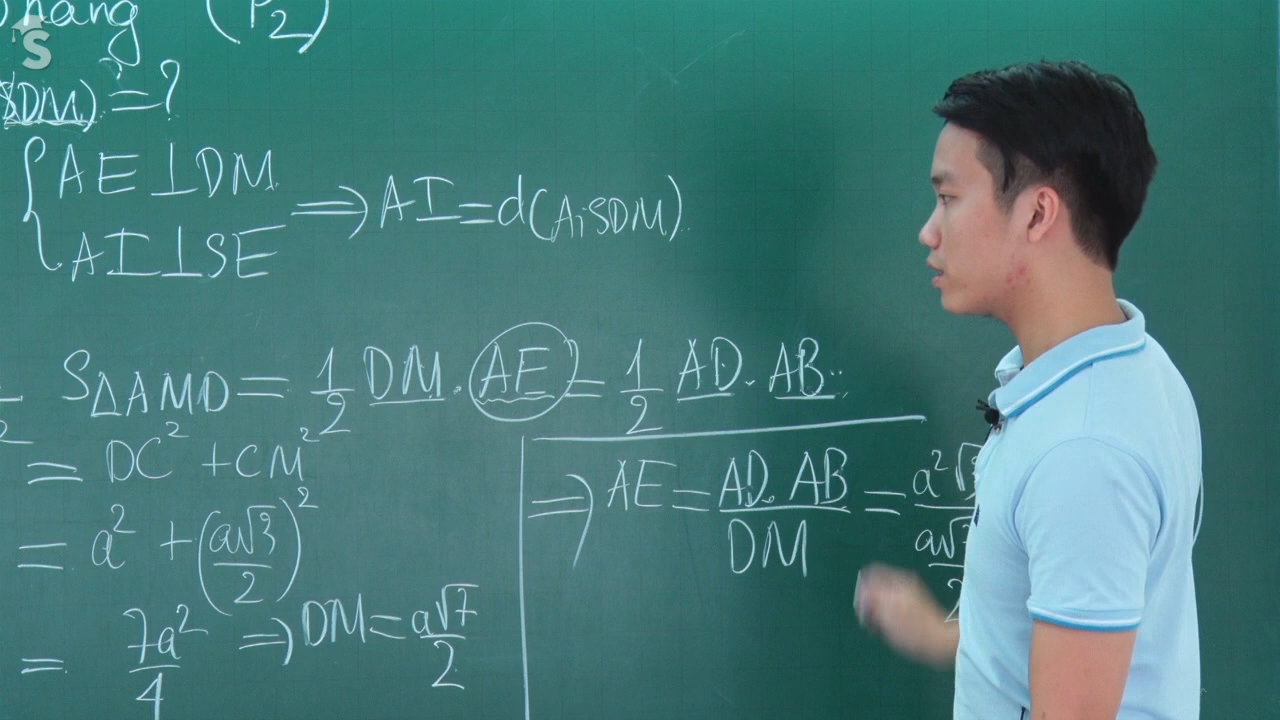 hang (P₂)
SDM) = ?
{ AE ⊥ DM
AI ⊥ SE
⇒ AI = d(A;SDM)
S△AMD = 1/2 DM . AE = 1/2 AD . AB
= DC² + CM²
= a² + (a√3/2)²
= 7a²/4 ⇒ DM = a√7/2
⇒ AE = AD. AB/DM =
S